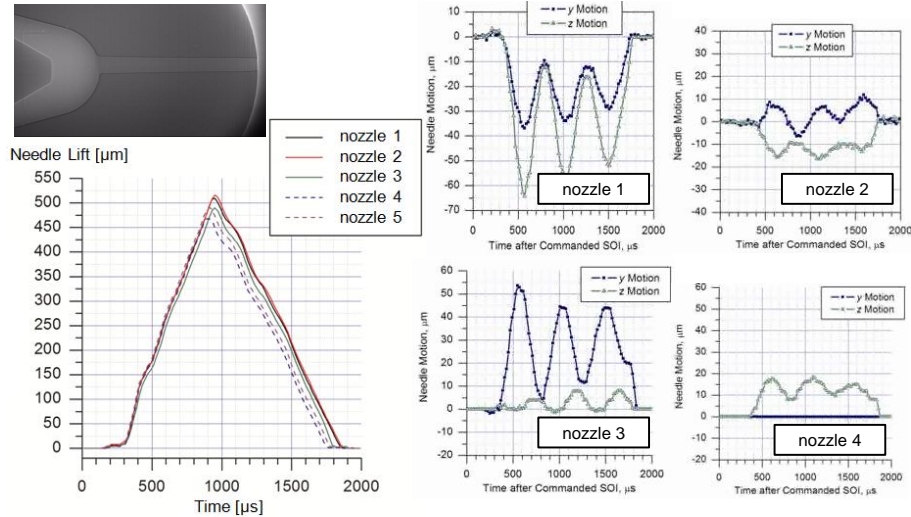 Needle Lift [µm]
nozzle 1
nozzle 2
nozzle 3
nozzle 4
nozzle 5
550
500
450
400
350
300
250
200
150
100
50
0
0
500
1000
1500
2000
Time [µs]
y Motion
z Motion
Needle Motion, µm
10
0
-10
-20
-30
-40
-50
-60
-70
nozzle 1
0
500
1000
1500
2000
Time after Commanded SOI, µs
y Motion
z Motion
Needle Motion, µm
40
30
20
10
0
-10
-20
-30
-40
nozzle 2
0
500
1000
1500
2000
Time after Commanded SOI, µs
y Motion
z Motion
Needle Motion, µm
60
50
40
30
20
10
0
-10
-20
nozzle 3
0
500
1000
1500
2000
Time after Commanded SOI, µs
y Motion
z Motion
Needle Motion, µm
60
50
40
30
20
10
0
-10
-20
nozzle 4
0
500
1000
1500
2000
Time after Commanded SOI, µs